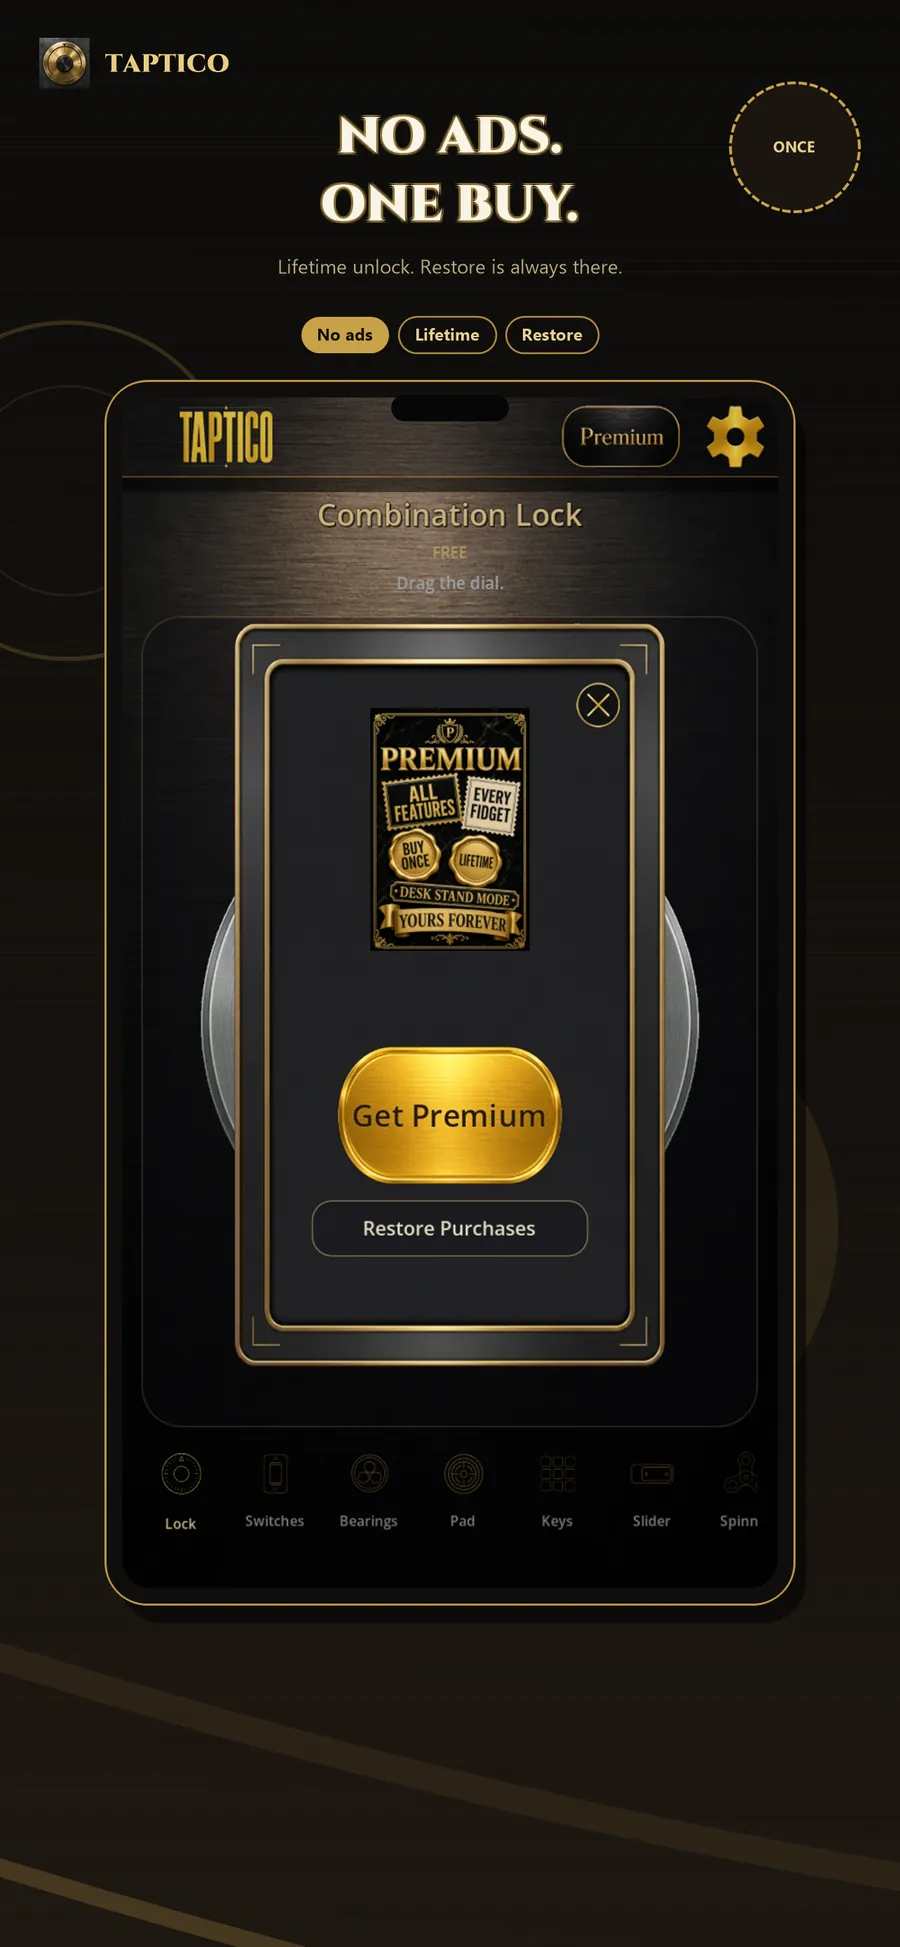 TAPTICO
NO ADS.
ONE BUY.
ONCE
Lifetime unlock. Restore is always there.
No ads
Lifetime
Restore
TAPTICO
Premium
Combination Lock
FREE
Drag the dial.
P
PREMIUM
ALL
FEATURES
EVERY
FIDGET
BUY
ONCE
LIFETIME
• DESK STAND MODE •
YOURS FOREVER
Get Premium
Restore Purchases
Lock
Switches
Bearings
Pad
Keys
Slider
Spinn